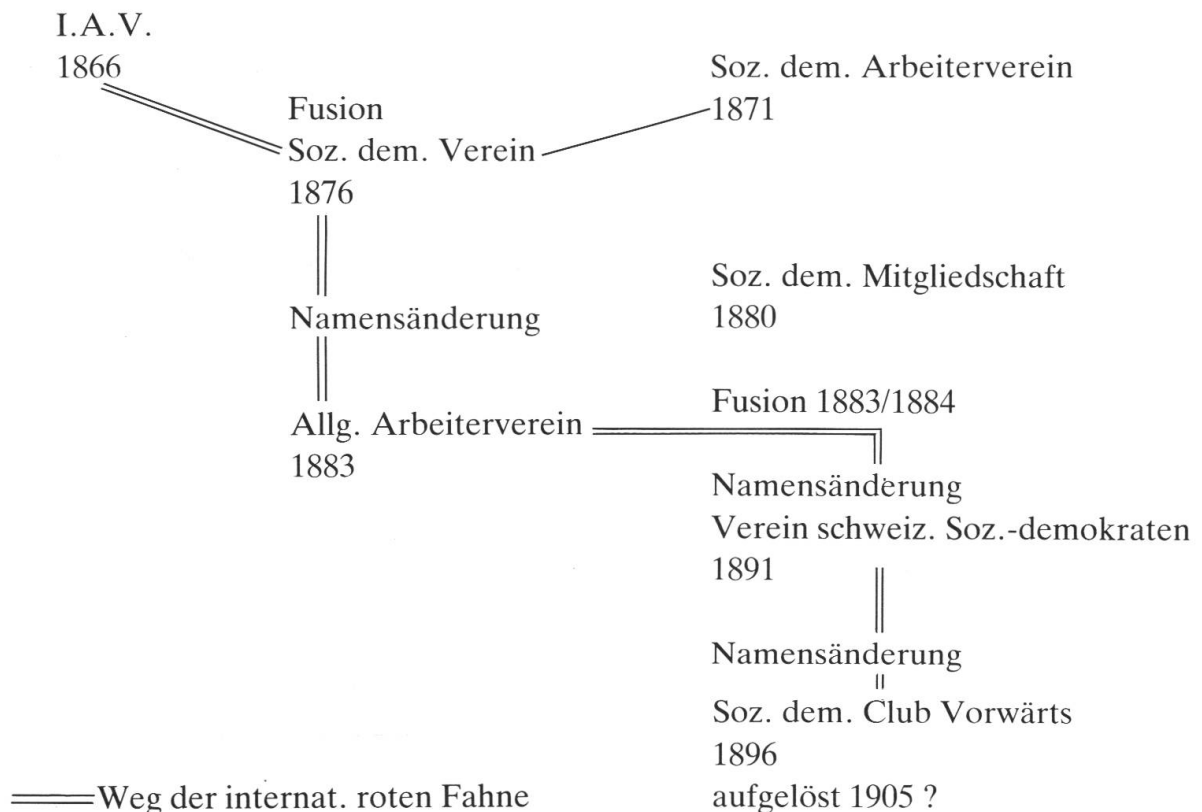 I.A.V.
1866
Soz. dem. Arbeiterverein
1871
Fusion
Soz. dem. Verein
1876
Soz. dem. Mitgliedschaft
1880
Namensänderung
Fusion 1883/1884
Allg. Arbeiterverein
1883
Namensänderung
Verein schweiz. Soz.-demokraten
1891
Namensänderung
Soz. dem. Club Vorwärts
1896
aufgelöst 1905 ?
Weg der internat. roten Fahne